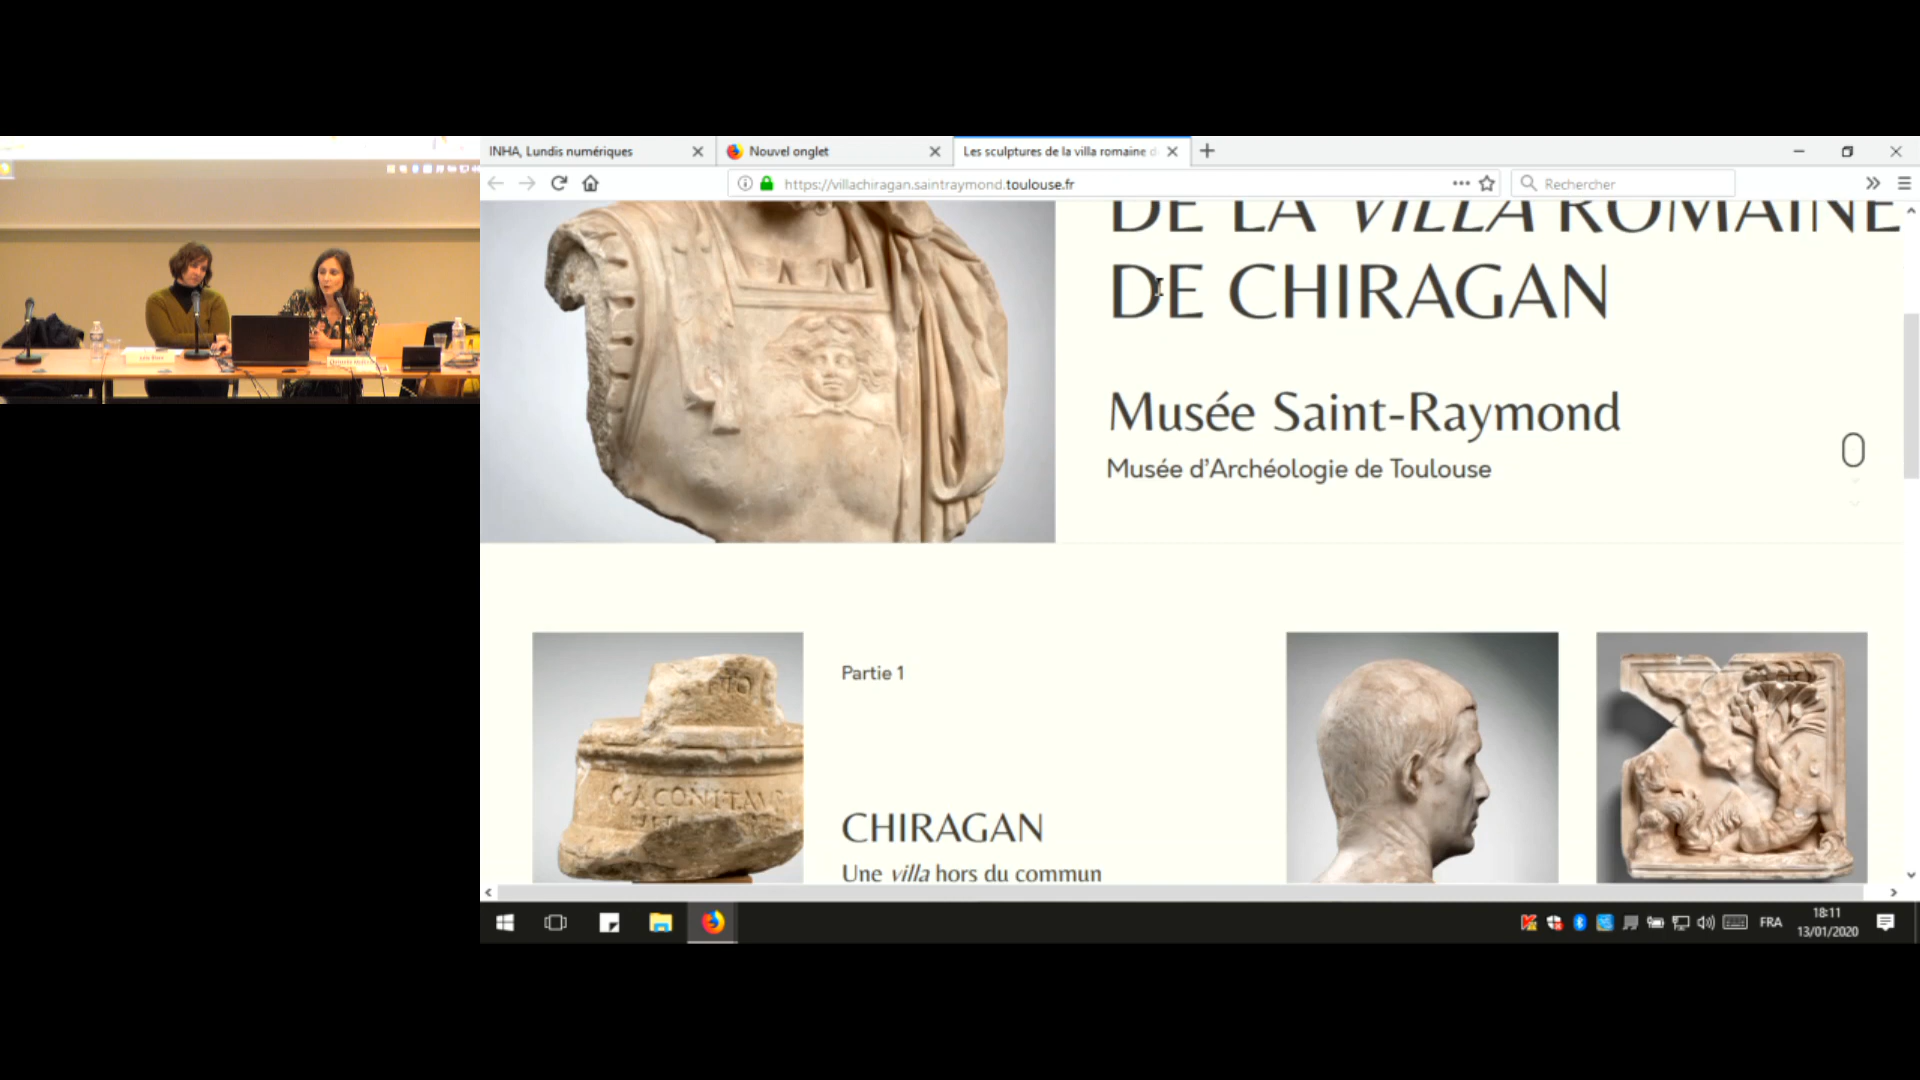 INHA, Lundis numériques
Nouvel onglet
Les sculptures de la villa romaine d
https://villachiragan.saintraymond.toulouse.fr
Rechercher
DE LA VILLA ROMAINE
DE CHIRAGAN
Musée Saint-Raymond
Musée d'Archéologie de Toulouse
Partie 1
CHIRAGAN
Une villa hors du commun
FRA
18:11
13/01/2020